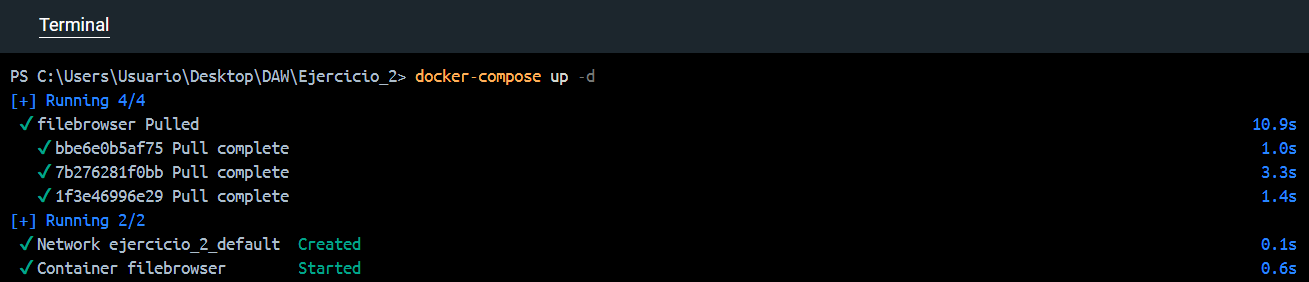 Terminal
PS C:\Users\Usuario\Desktop\DAW\Ejercicio_2> docker-compose up -d
[+] Running 4/4
✔ filebrowser Pulled 10.9s
✔ bbe6e0b5af75 Pull complete 1.0s
✔ 7b276281f0bb Pull complete 3.3s
✔ 1f3e46996e29 Pull complete 1.4s
[+] Running 2/2
✔ Network ejercicio_2_default Created 0.1s
✔ Container filebrowser Started 0.6s